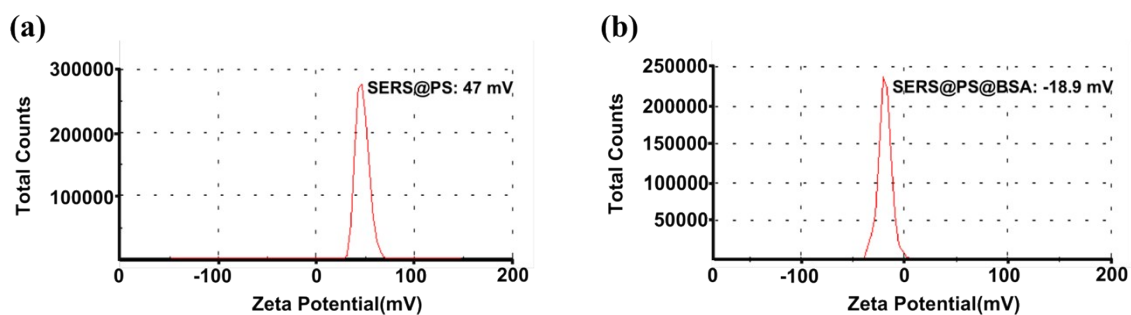 (a)
300000
200000
100000
0
-100
0
100
200
Total Counts
Zeta Potential(mV)
SERS@PS: 47 mV
(b)
250000
200000
150000
100000
50000
0
-100
0
100
200
Total Counts
Zeta Potential(mV)
SERS@PS@BSA: -18.9 mV